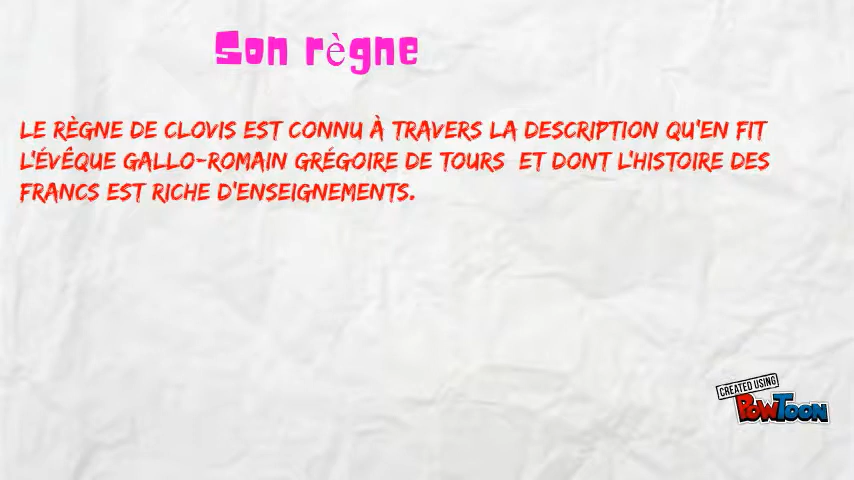 Son règne
LE RÈGNE DE CLOVIS EST CONNU À TRAVERS LA DESCRIPTION QU'EN FIT
L'ÉVÊQUE GALLO-ROMAIN GRÉGOIRE DE TOURS ET DONT L'HISTOIRE DES
FRANCS EST RICHE D'ENSEIGNEMENTS.
CREATED USING
POWTOON